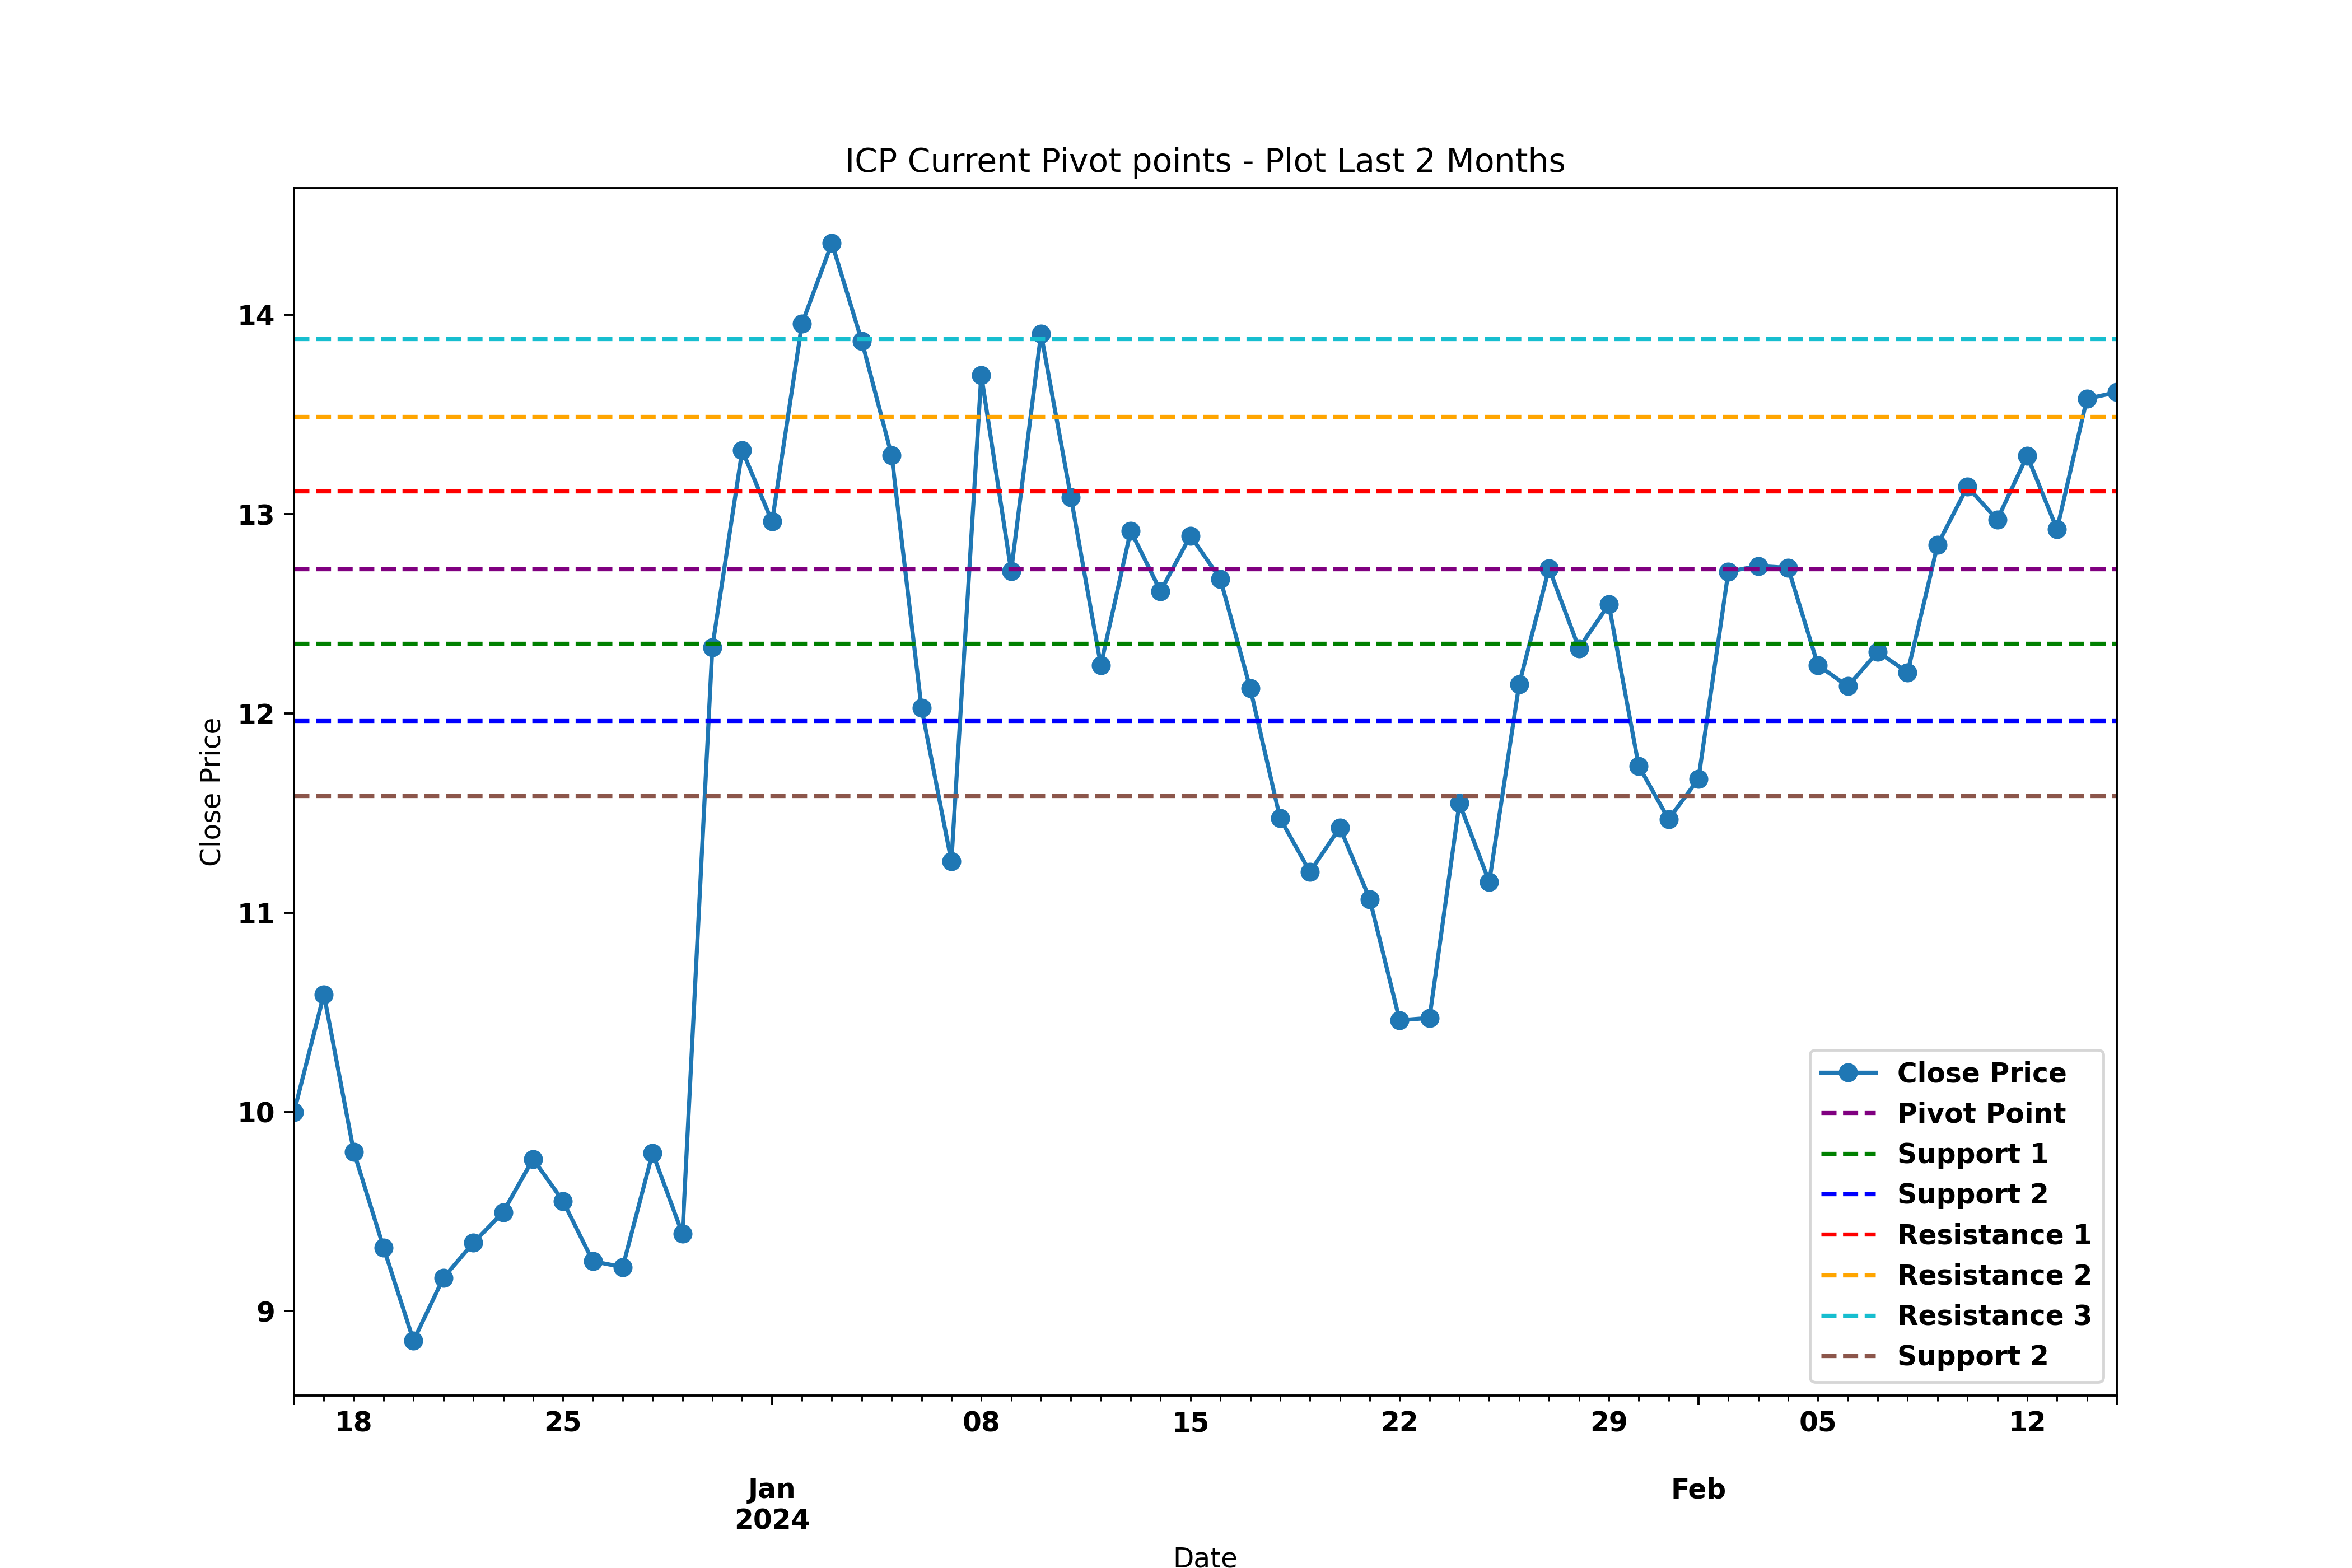 ICP Current Pivot points - Plot Last 2 Months
14
13
12
11
10
9
Close Price
Close Price
Pivot Point
Support 1
Support 2
Resistance 1
Resistance 2
Resistance 3
Support 2
18 25 08 15 22 29 05 12
Jan Feb
2024
Date